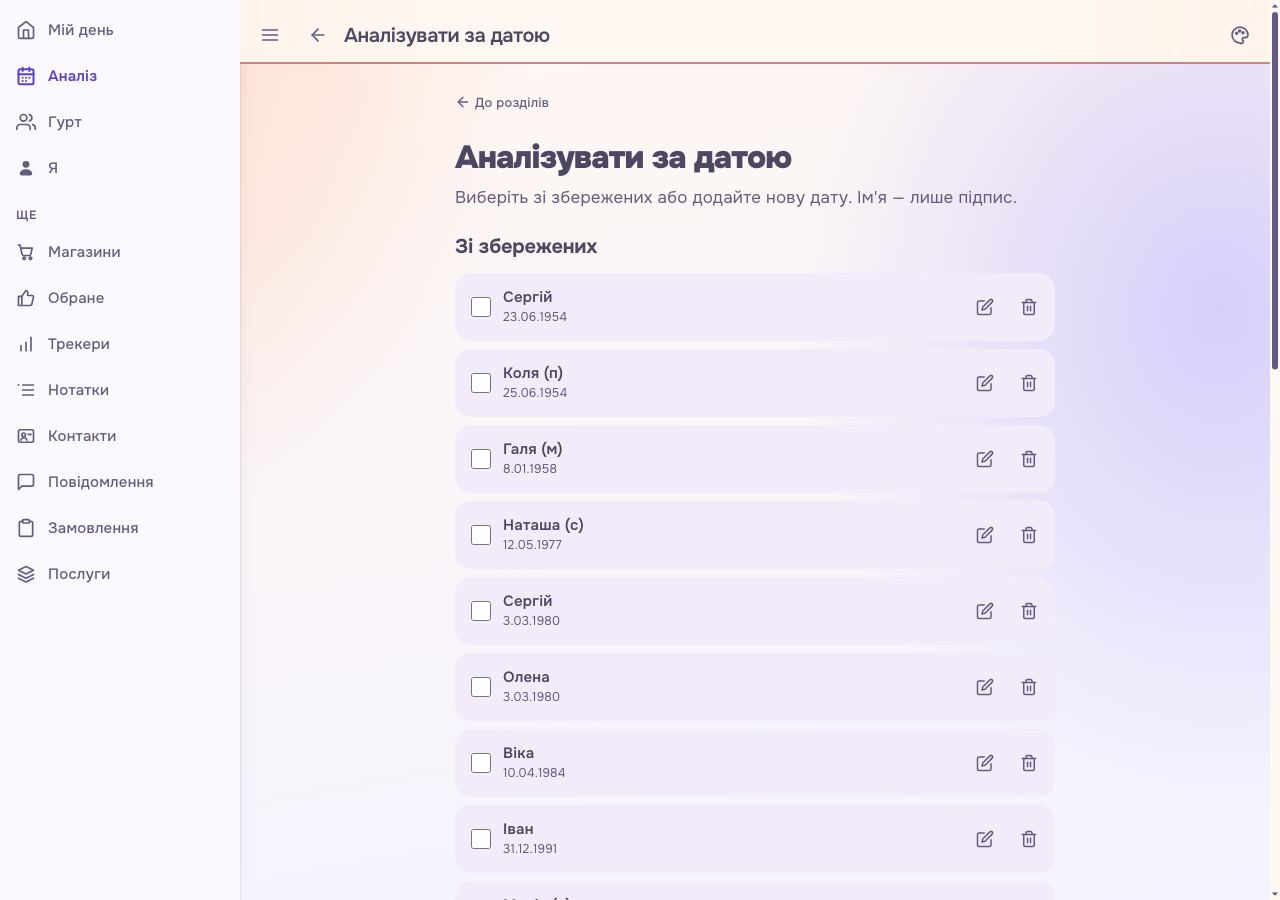 Мій день
Аналіз
Гурт
Я
ЩЕ
Магазини
Обране
Трекери
Нотатки
Контакти
Повідомлення
Замовлення
Послуги
Аналізувати за датою
До розділів
Аналізувати за датою
Виберіть зі збережених або додайте нову дату. Ім'я — лише підпис.
Зі збережених
Сергій
23.06.1954
Коля (п)
25.06.1954
Галя (м)
8.01.1958
Наташа (с)
12.05.1977
Сергій
3.03.1980
Олена
3.03.1980
Віка
10.04.1984
Іван
31.12.1991